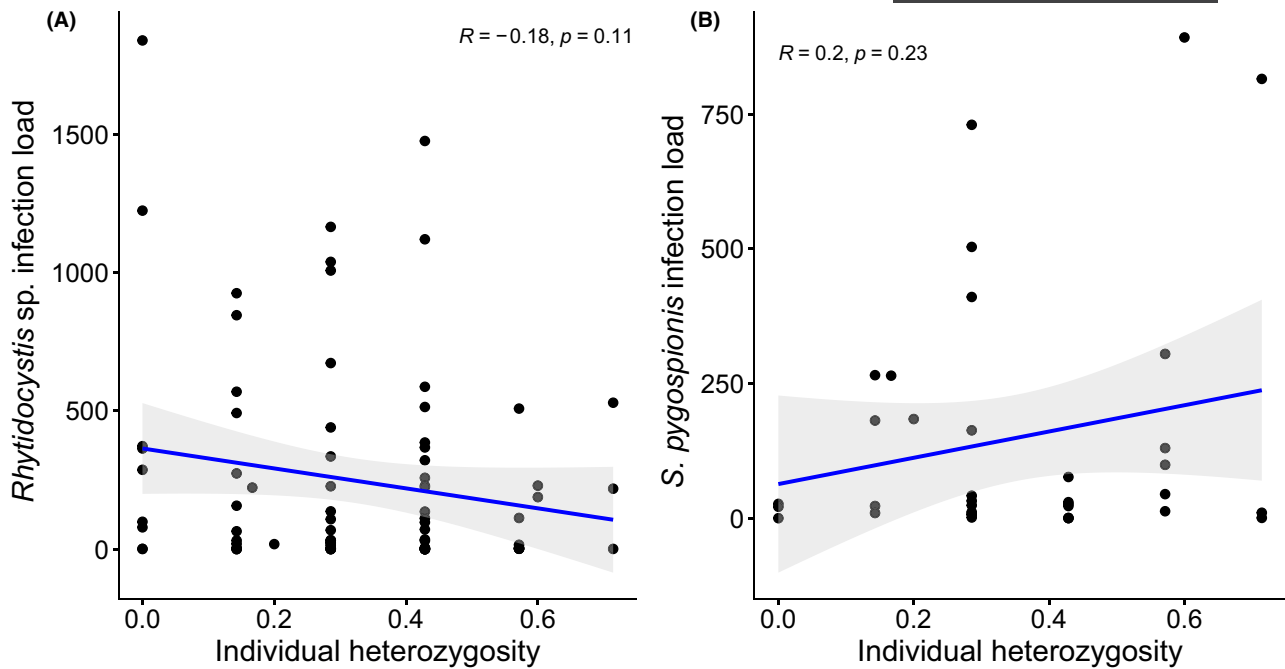 (A)
R = −0.18, p = 0.11
Rhytidocystis sp. infection load
1500
1000
500
0
0.0 0.2 0.4 0.6
Individual heterozygosity
(B)
R = 0.2, p = 0.23
S. pygospionis infection load
750
500
250
0
0.0 0.2 0.4 0.6
Individual heterozygosity